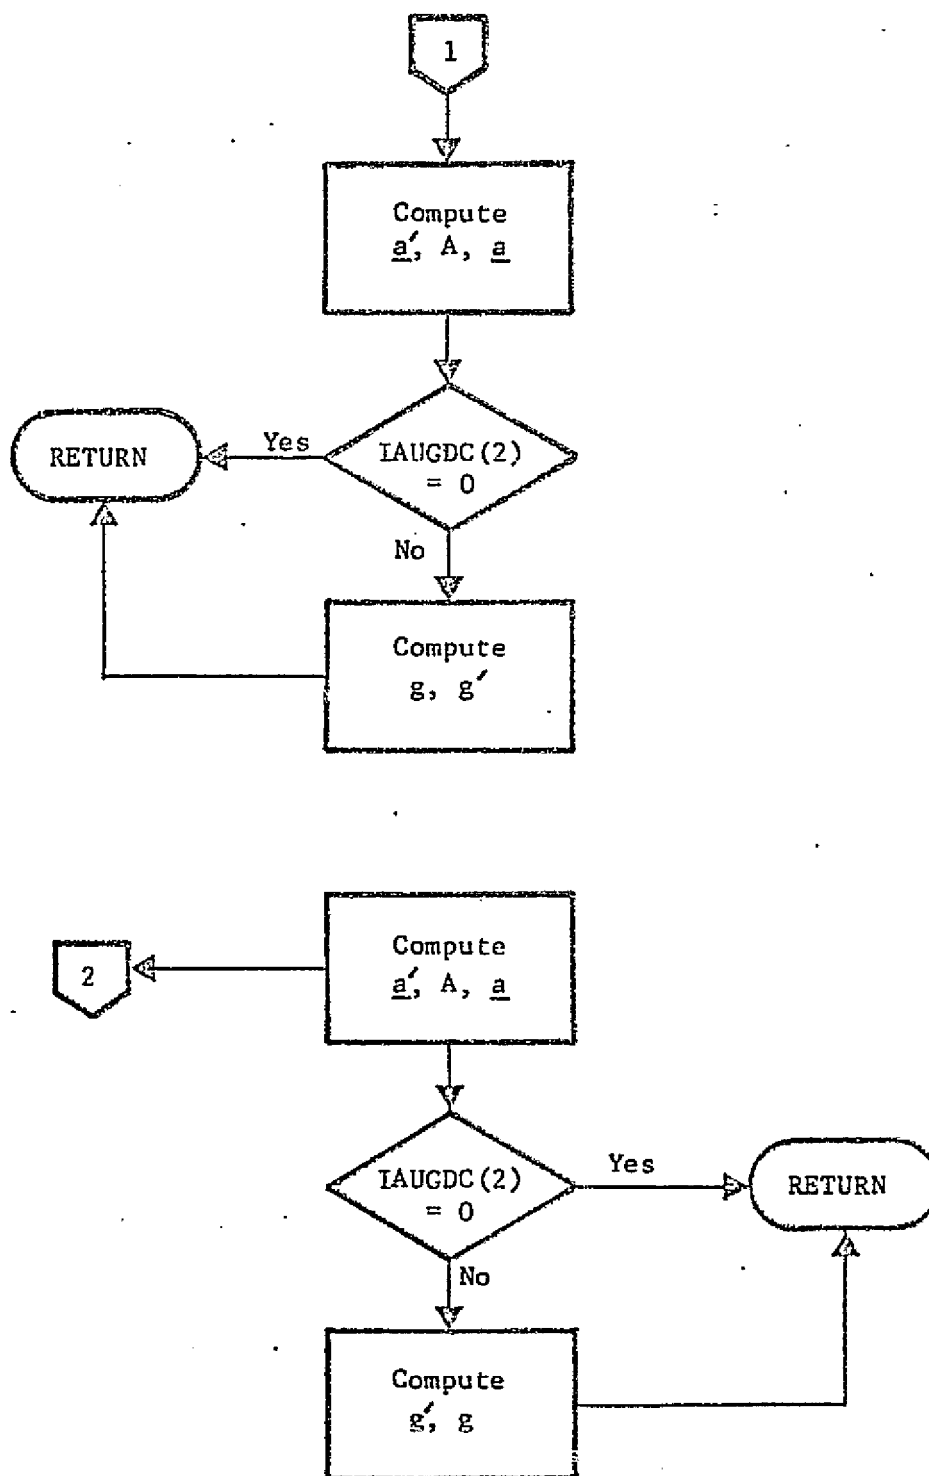 1
Compute
a′, A, a
Yes
RETURN
IAUGDC(2)
= 0
No
Compute
g, g′
Compute
a′, A, a
2
IAUGDC(2)
= 0
Yes
RETURN
No
Compute
g′, g